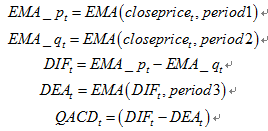 EMA_p_t = EMA(closeprice_t, period1)↵
EMA_q_t = EMA(closeprice_t, period2)↵
DIF_t = EMA_p_t − EMA_q_t↵
DEA_t = EMA(DIF_t, period3)↵
QACD_t = (DIF_t − DEA_t)↵